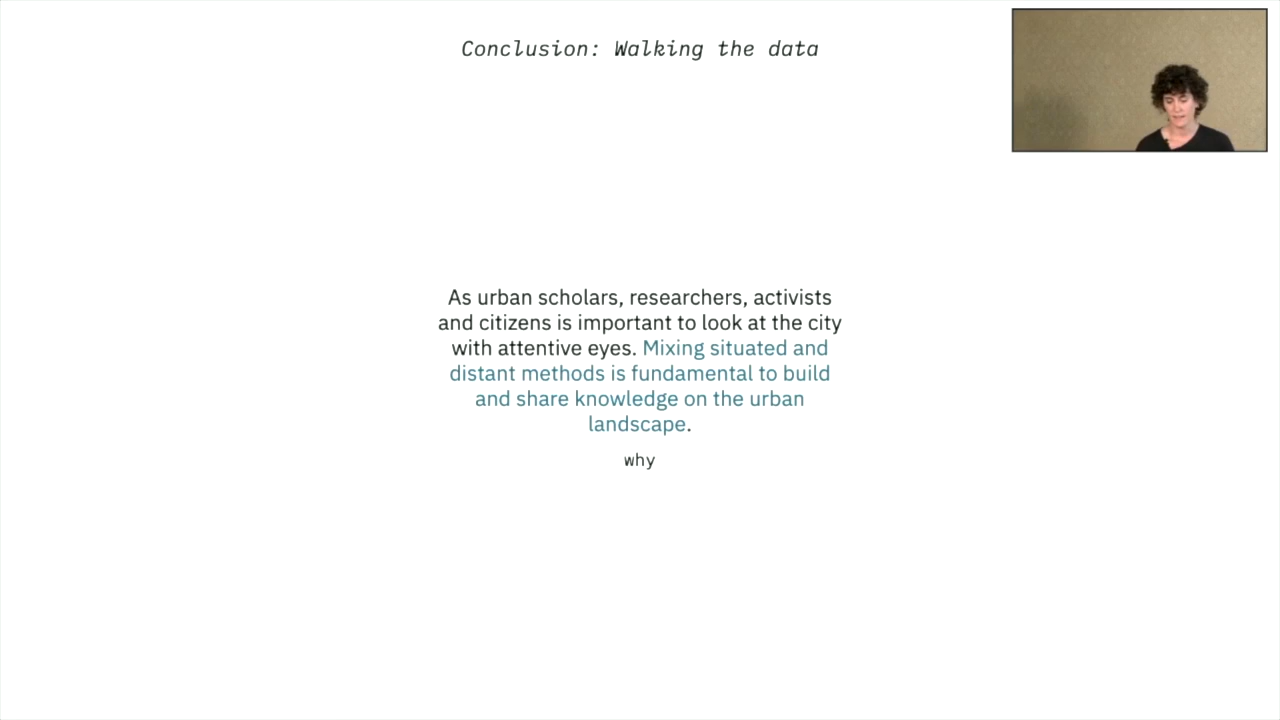 Conclusion: Walking the data
As urban scholars, researchers, activists
and citizens is important to look at the city
with attentive eyes. Mixing situated and
distant methods is fundamental to build
and share knowledge on the urban
landscape.
why